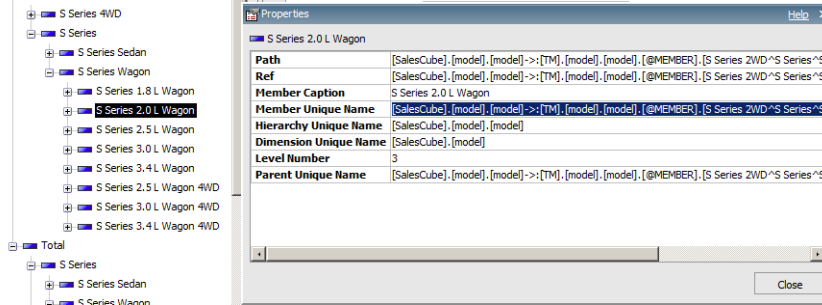 S Series 4WD
S Series
S Series Sedan
S Series Wagon
S Series 1.8 L Wagon
S Series 2.0 L Wagon
S Series 2.5 L Wagon
S Series 3.0 L Wagon
S Series 3.4 L Wagon
S Series 2.5 L Wagon 4WD
S Series 3.0 L Wagon 4WD
S Series 3.4 L Wagon 4WD
Total
S Series
S Series Sedan
S Series Wagon
Properties Help
S Series 2.0 L Wagon
Path [SalesCube].[model].[model]->:[TM].[model].[model].[@MEMBER].[S Series 2WD^S Series^S
Ref [SalesCube].[model].[model]->:[TM].[model].[model].[@MEMBER].[S Series 2WD^S Series^S
Member Caption S Series 2.0 L Wagon
Member Unique Name [SalesCube].[model].[model]->:[TM].[model].[model].[@MEMBER].[S Series 2WD^S Series^S
Hierarchy Unique Name [SalesCube].[model].[model]
Dimension Unique Name [SalesCube].[model]
Level Number 3
Parent Unique Name [SalesCube].[model].[model]->:[TM].[model].[model].[@MEMBER].[S Series 2WD^S Series^S
Close